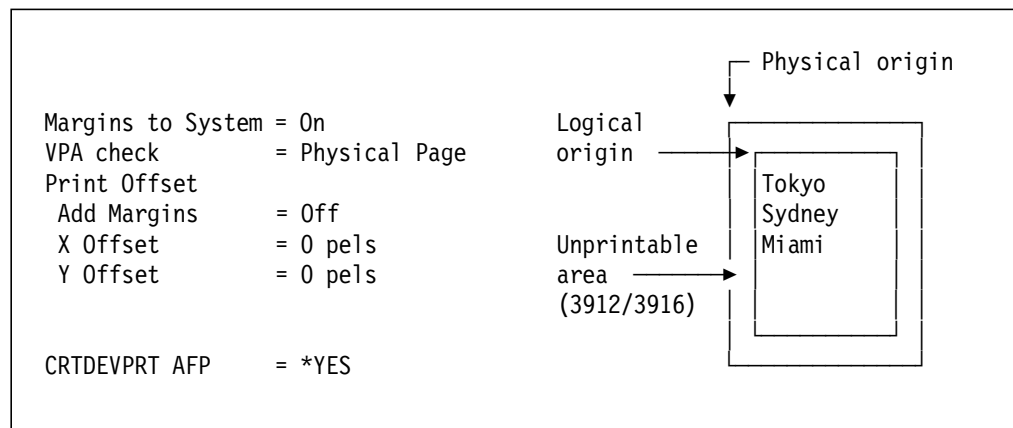 Physical origin
Margins to System = On Logical
VPA check = Physical Page origin
Print Offset Tokyo
Add Margins = Off Sydney
X Offset = 0 pels Unprintable Miami
Y Offset = 0 pels area
(3912/3916)
CRTDEVPRT AFP = *YES